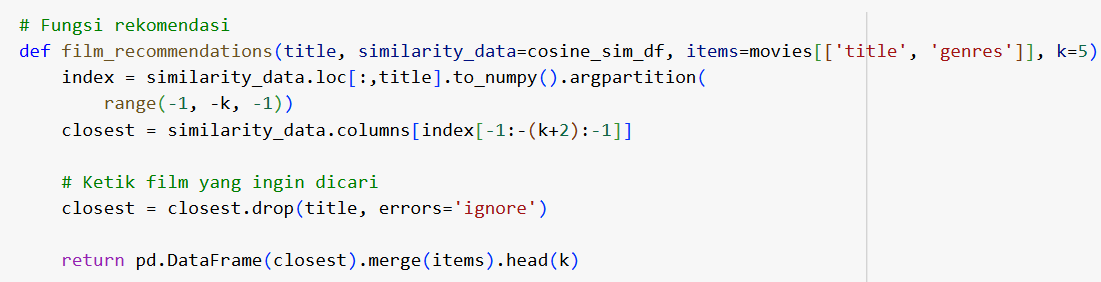 # Fungsi rekomendasi
def film_recommendations(title, similarity_data=cosine_sim_df, items=movies[['title', 'genres']], k=5)
    index = similarity_data.loc[:,title].to_numpy().argpartition(
        range(-1, -k, -1))
    closest = similarity_data.columns[index[-1:-(k+2):-1]]
    # Ketik film yang ingin dicari
    closest = closest.drop(title, errors='ignore')
    return pd.DataFrame(closest).merge(items).head(k)